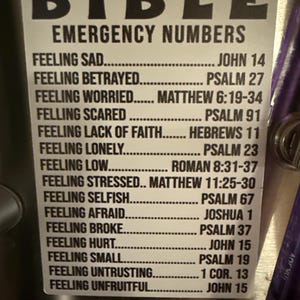 BIBLE
EMERGENCY NUMBERS
FEELING SAD..................JOHN 14
FEELING BETRAYED.............PSALM 27
FEELING WORRIED...... MATTHEW 6:19-34
FELLING SCARED ..............PSALM 91
FEELING LACK OF FAITH......HEBREWS 11
FEELING LONELY...............PSALM 23
FEELING LOW...........ROMAN 8:31-37
FEELING STRESSED.. MATTHEW 11:25-30
FEELING SELFISH..............PSALM 67
FEELING AFRAID...............JOSHUA 1
FEELING BROKE................PSALM 37
FEELING HURT.................JOHN 15
FEELING SMALL................PSALM 19
FEELING UNTRUSTING.........1 COR. 13
FEELING UNFRUITFUL...........JOHN 15